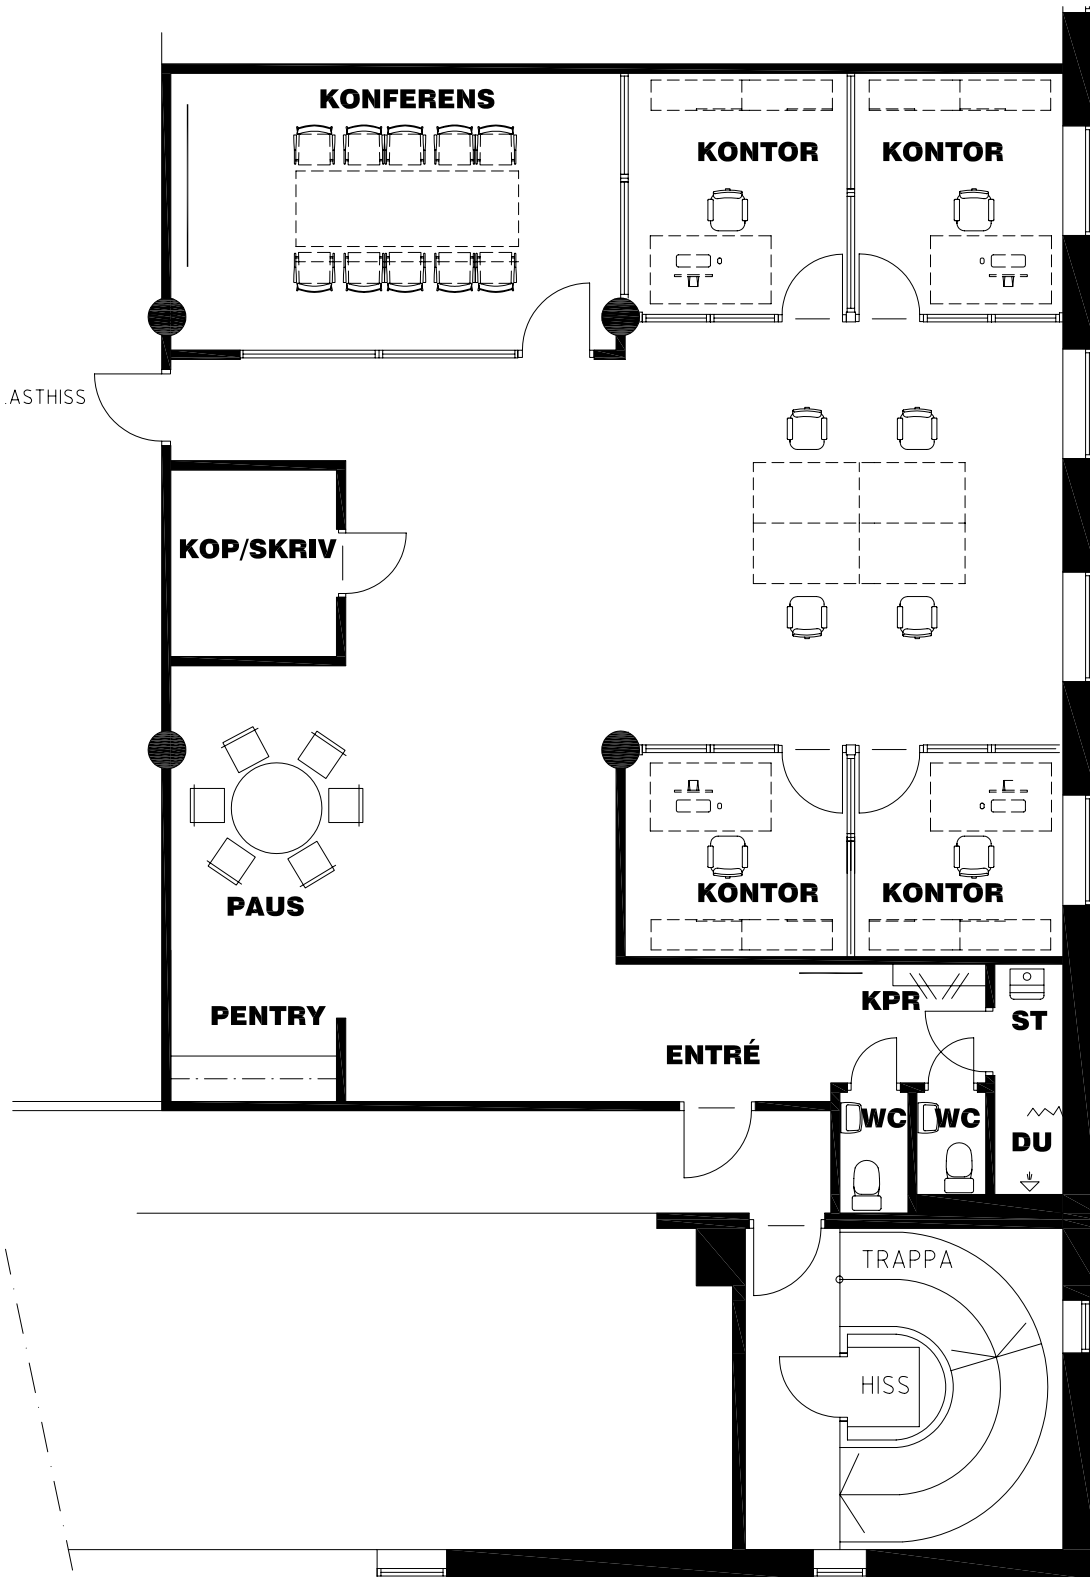 KONFERENS
KONTOR
KONTOR
.ASTHISS
KOP/SKRIV
KONTOR
KONTOR
PAUS
PENTRY
KPR
ST
ENTRÉ
WC
WC
DU
TRAPPA
HISS